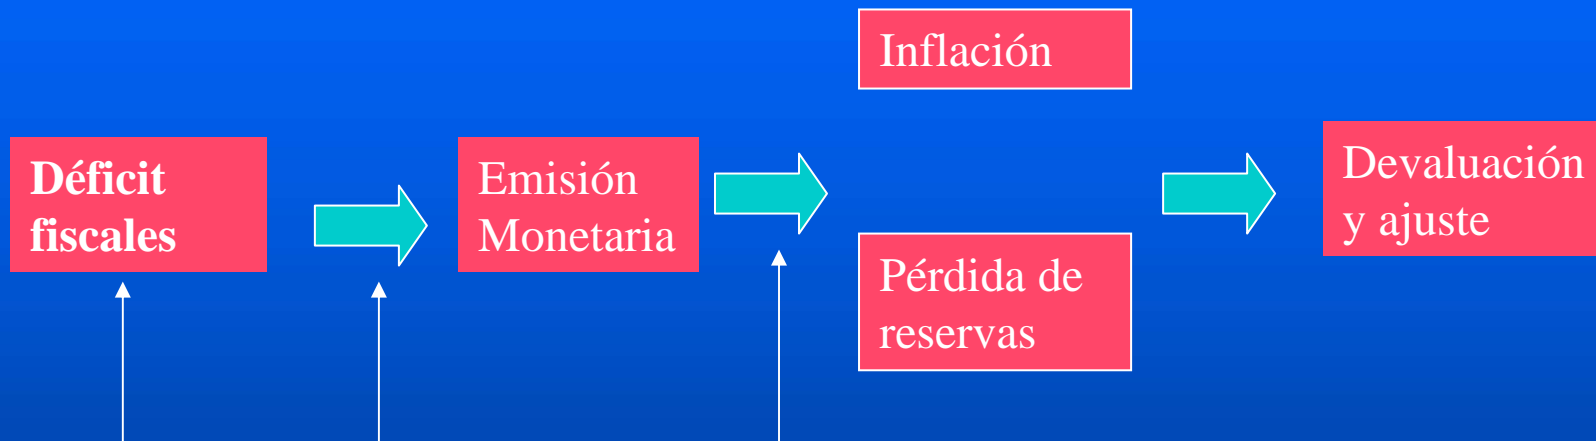 Déficit
fiscales
Emisión
Monetaria
Inflación
Pérdida de
reservas
Devaluación
y ajuste